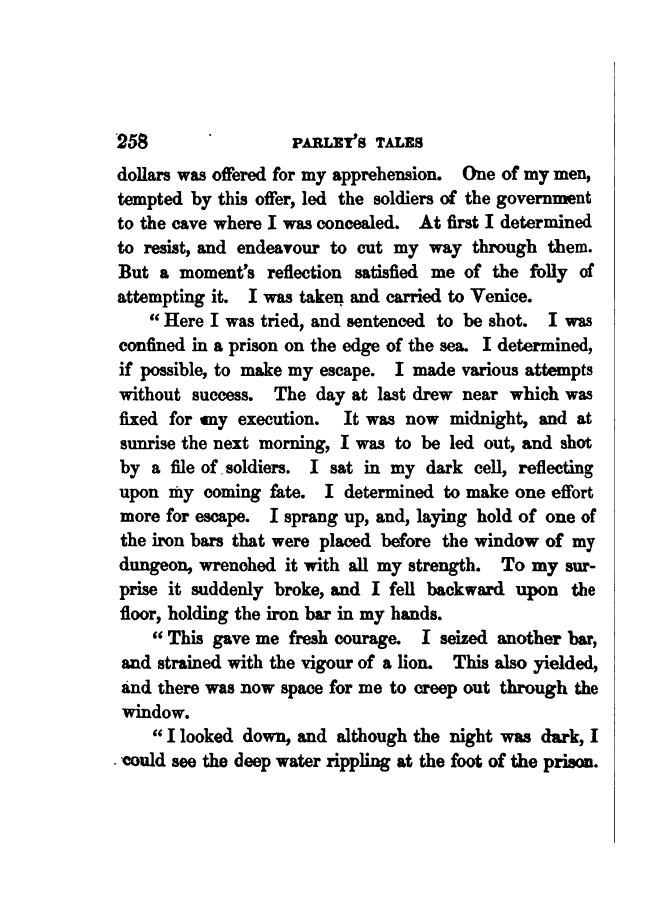 258 PARLEY'S TALES
dollars was offered for my apprehension. One of my men,
tempted by this offer, led the soldiers of the government
to the cave where I was concealed. At first I determined
to resist, and endeavour to cut my way through them.
But a moment's reflection satisfied me of the folly of
attempting it. I was taken and carried to Venice.
"Here I was tried, and sentenced to be shot. I was
confined in a prison on the edge of the sea. I determined,
if possible, to make my escape. I made various attempts
without success. The day at last drew near which was
fixed for my execution. It was now midnight, and at
sunrise the next morning, I was to be led out, and shot
by a file of soldiers. I sat in my dark cell, reflecting
upon my coming fate. I determined to make one effort
more for escape. I sprang up, and, laying hold of one of
the iron bars that were placed before the window of my
dungeon, wrenched it with all my strength. To my sur-
prise it suddenly broke, and I fell backward upon the
floor, holding the iron bar in my hands.
"This gave me fresh courage. I seized another bar,
and strained with the vigour of a lion. This also yielded,
and there was now space for me to creep out through the
window.
"I looked down, and although the night was dark, I
could see the deep water rippling at the foot of the prison.